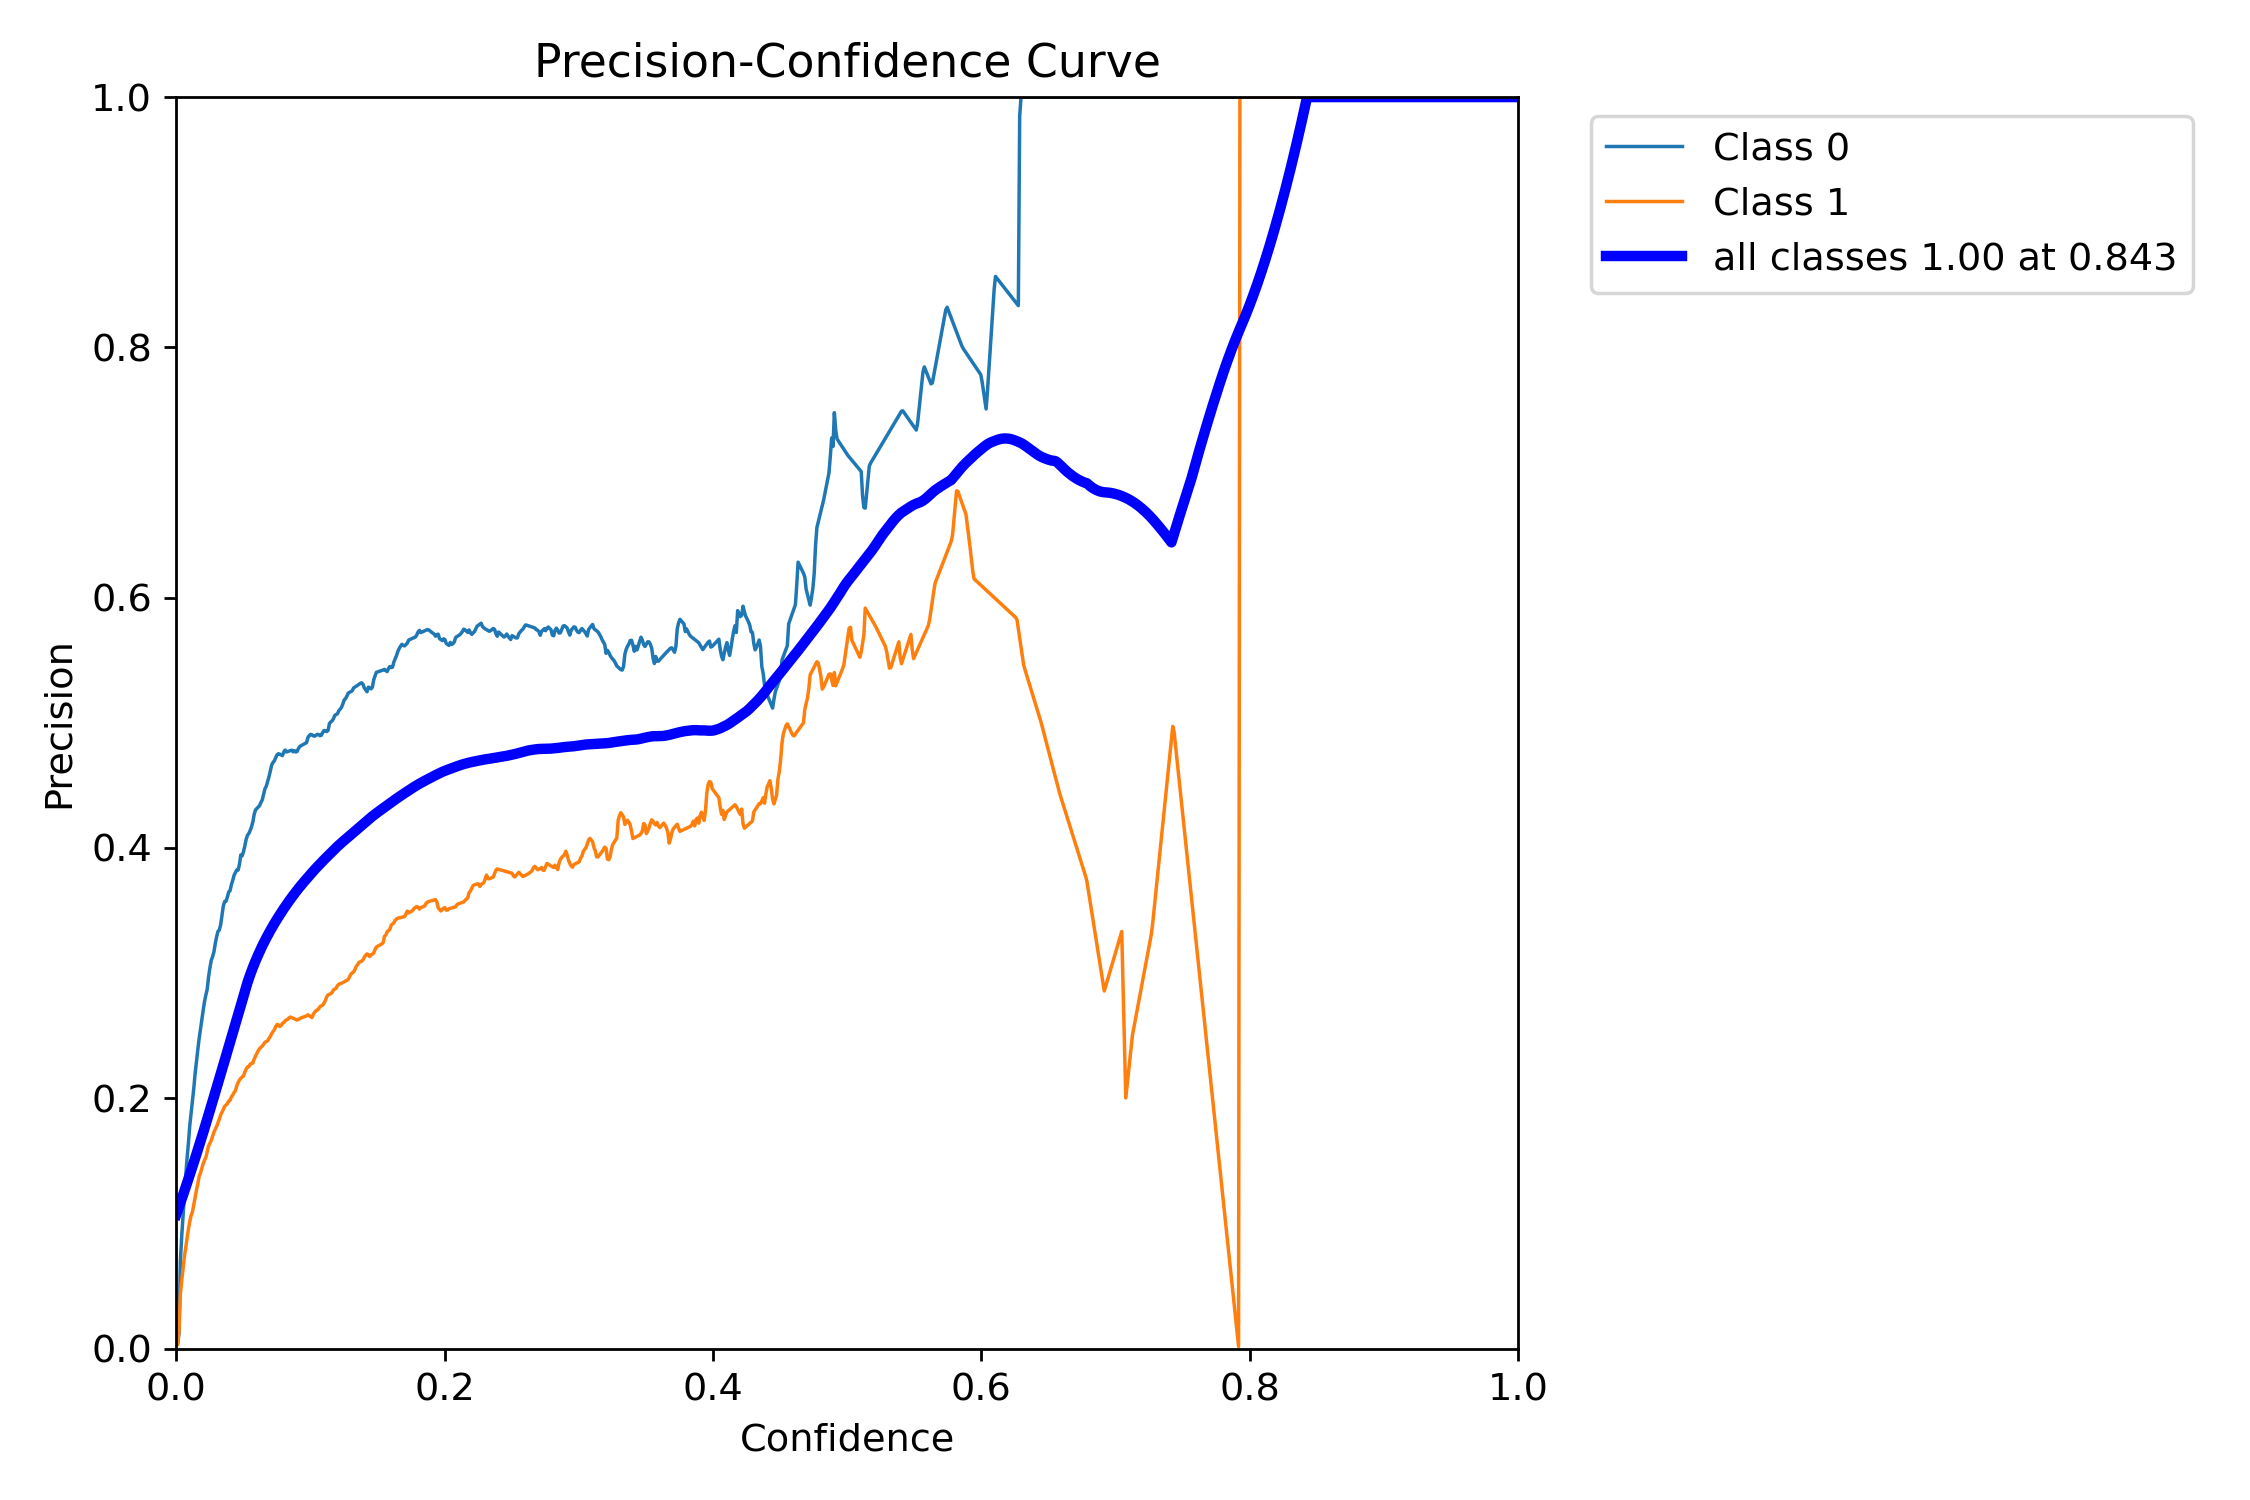 Precision-Confidence Curve
1.0
0.8
0.6
0.4
0.2
0.0
Precision
0.0 0.2 0.4 0.6 0.8 1.0
Confidence
Class 0
Class 1
all classes 1.00 at 0.843